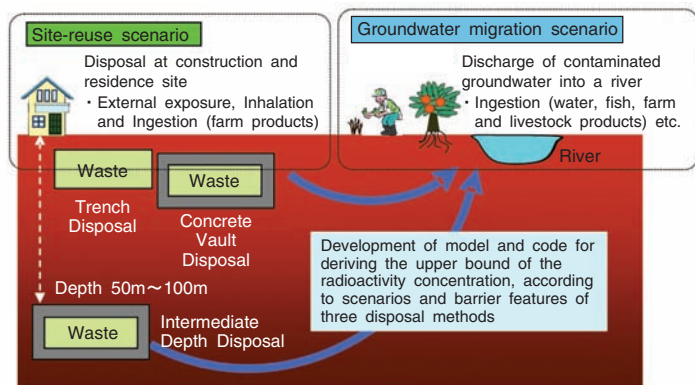 Site-reuse scenario
Disposal at construction and
residence site
・External exposure, Inhalation
and Ingestion (farm products)
Groundwater migration scenario
Discharge of contaminated
groundwater into a river
・Ingestion (water, fish, farm
and livestock products) etc.
River
Waste
Trench
Disposal
Waste
Concrete
Vault
Disposal
Depth 50m～100m
Waste
Intermediate
Depth Disposal
Development of model and code for
deriving the upper bound of the
radioactivity concentration, according
to scenarios and barrier features of
three disposal methods